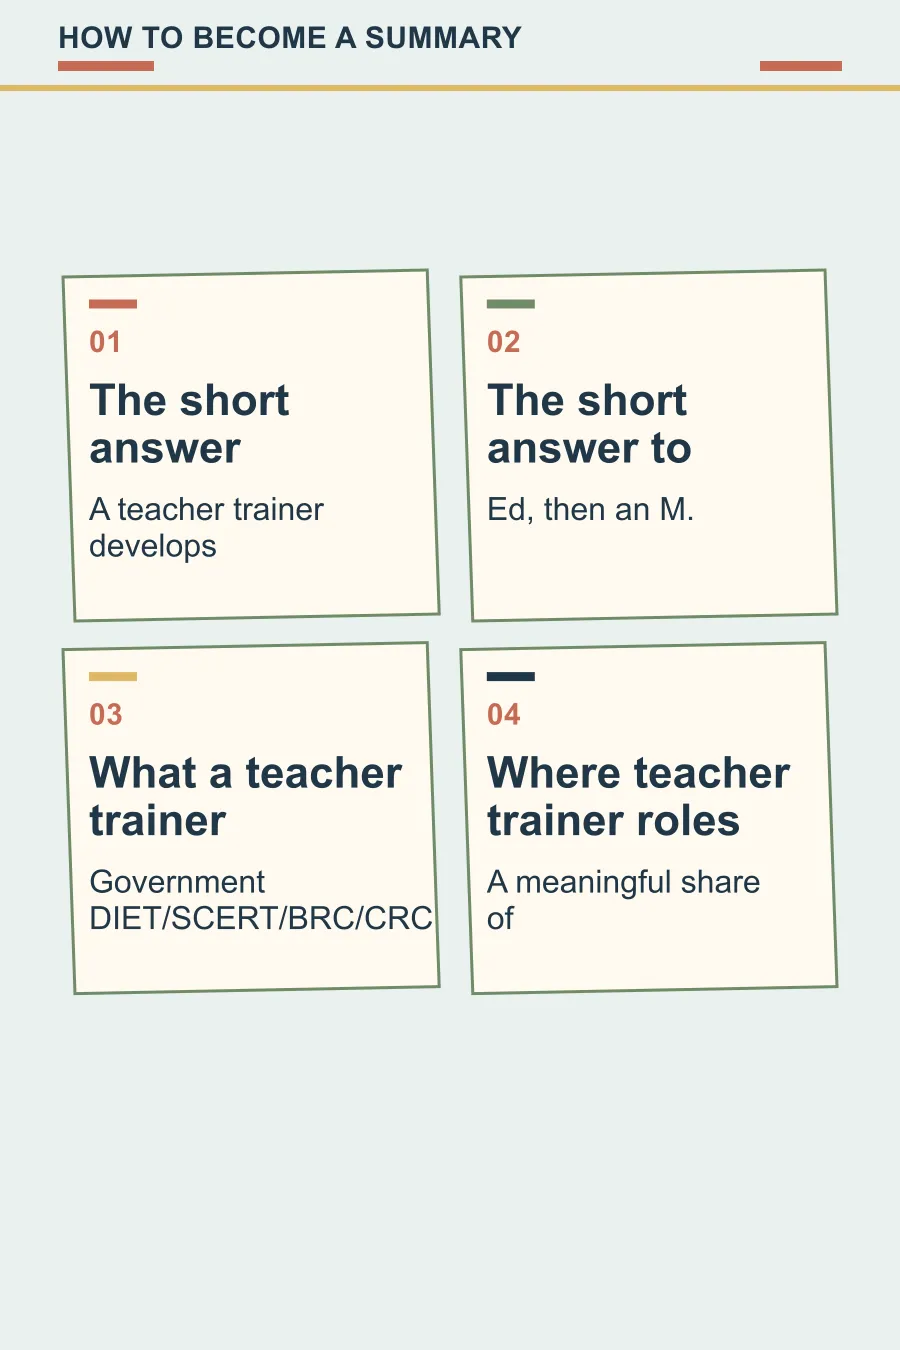 HOW TO BECOME A SUMMARY
01
The short
answer
A teacher trainer
develops
02
The short
answer to
Ed, then an M.
03
What a teacher
trainer
Government
DIET/SCERT/BRC/CRC
04
Where teacher
trainer roles
A meaningful share
of